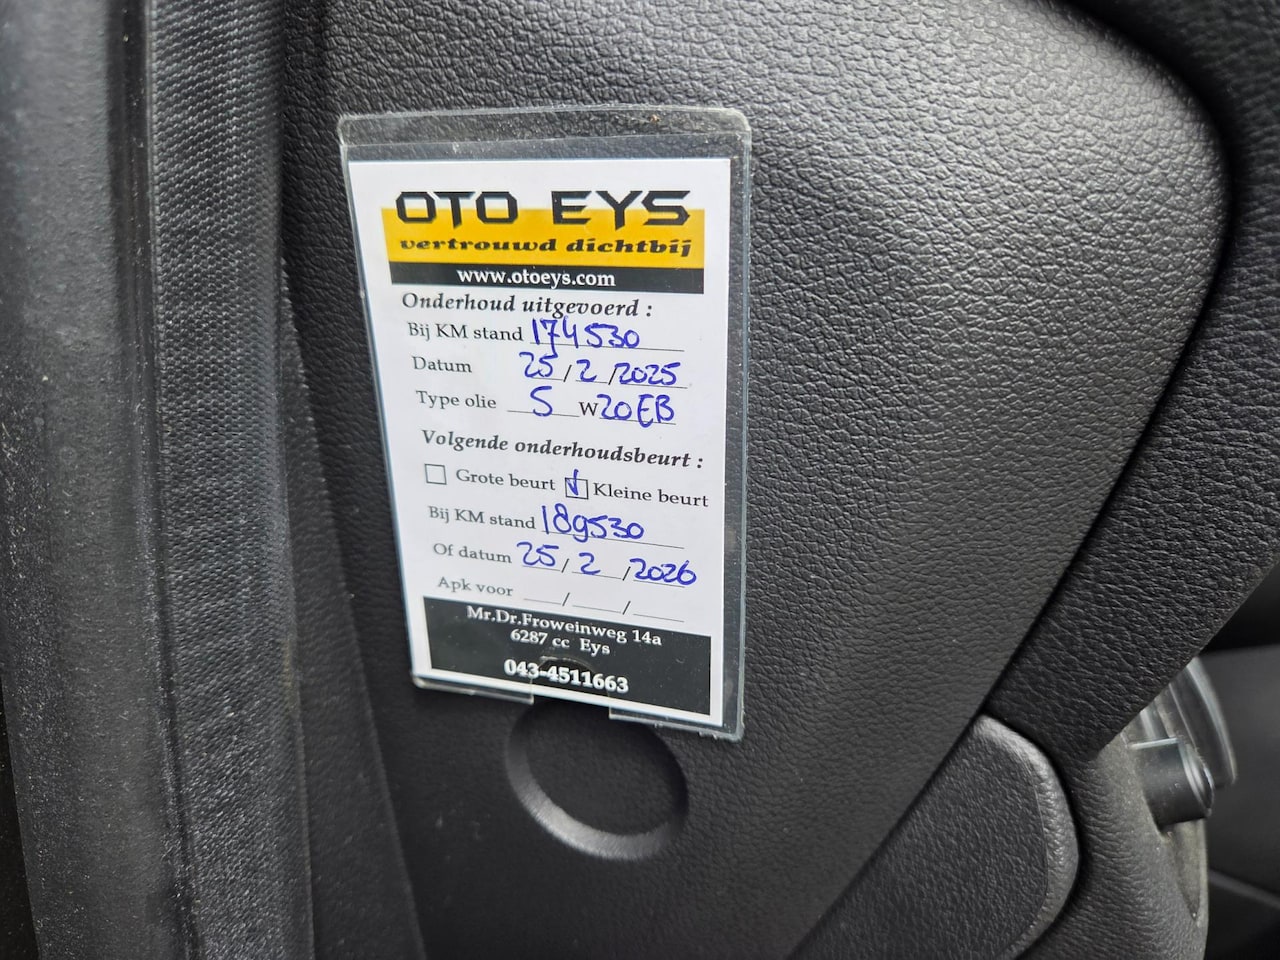 OTO EYS
vertrouwd dichtbij
www.otoeys.com
Onderhoud uitgevoerd :
Bij KM stand 174530
Datum 25 / 2 / 2025
Type olie 5 W 20 EB
Volgende onderhoudsbeurt :
Grote beurt Kleine beurt
Bij KM stand 189530
Of datum 25 / 2 / 2026
Apk voor / /
Mr.Dr.Froweinweg 14a
6287 cc Eys
043-4511663